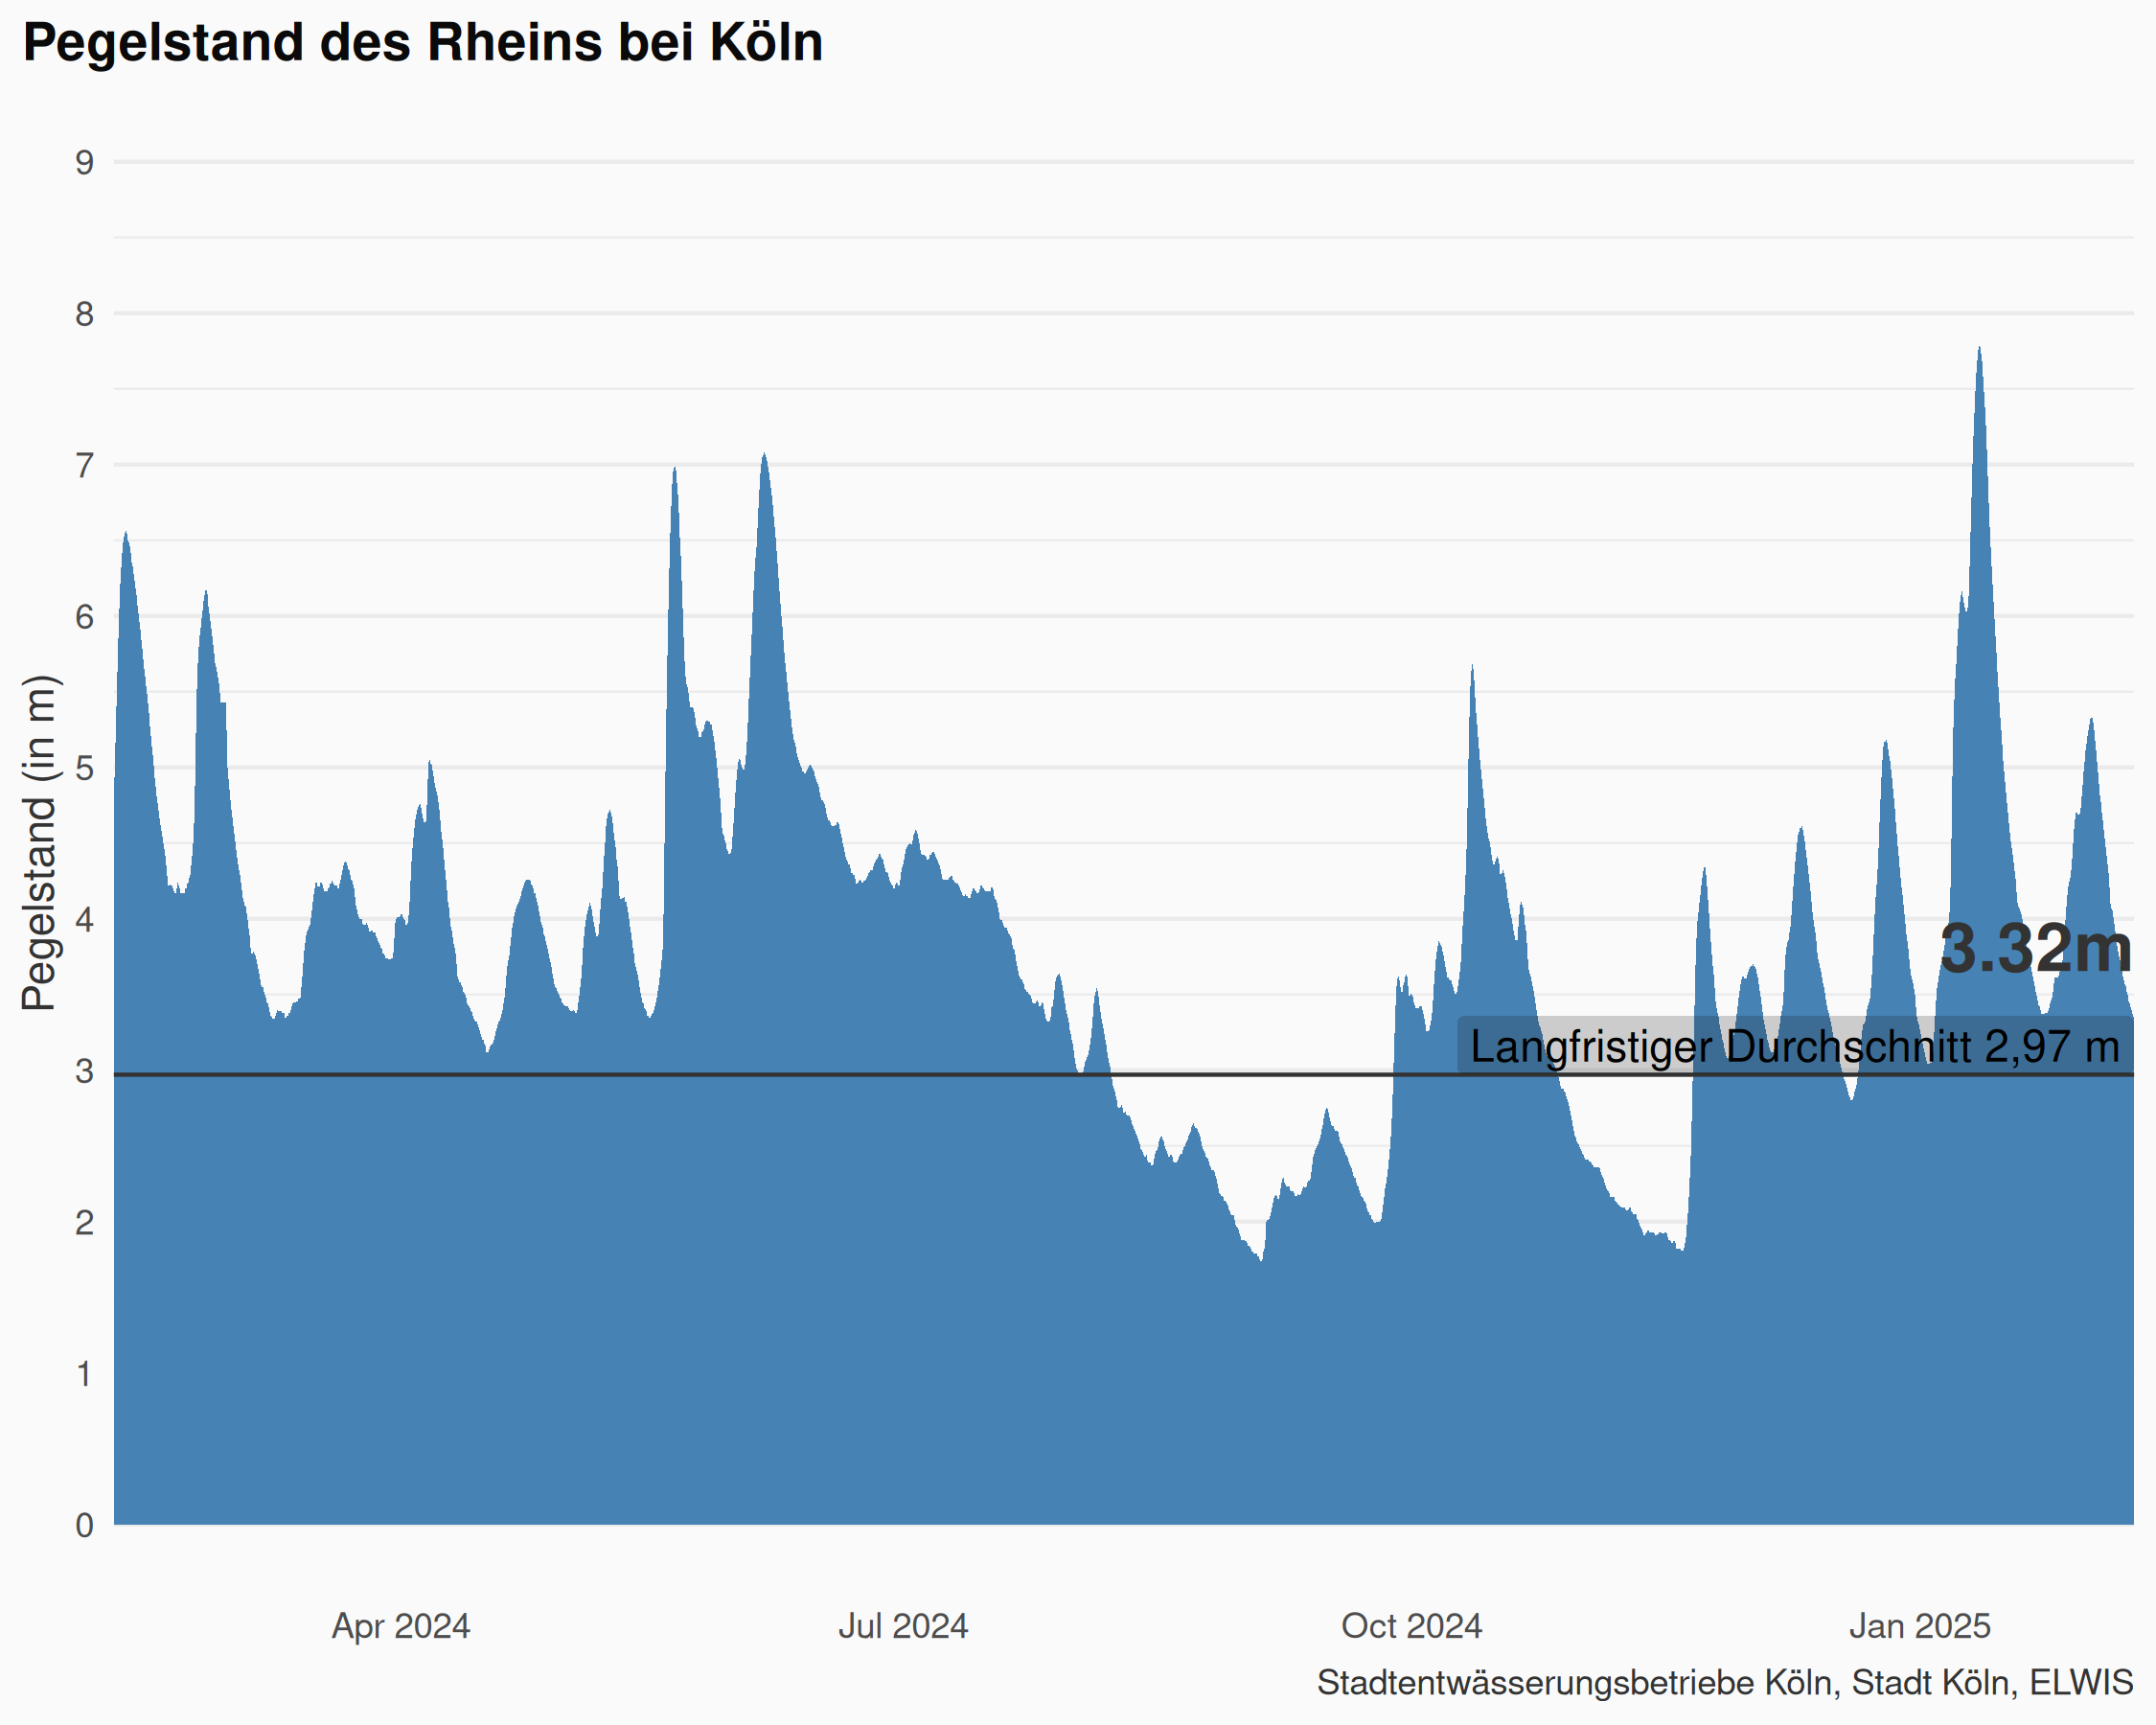 Pegelstand des Rheins bei Köln
Pegelstand (in m)
9
8
7
6
5
4
3
2
1
0
3.32m
Langfristiger Durchschnitt 2,97 m
Apr 2024 Jul 2024 Oct 2024 Jan 2025
Stadtentwässerungsbetriebe Köln, Stadt Köln, ELWIS